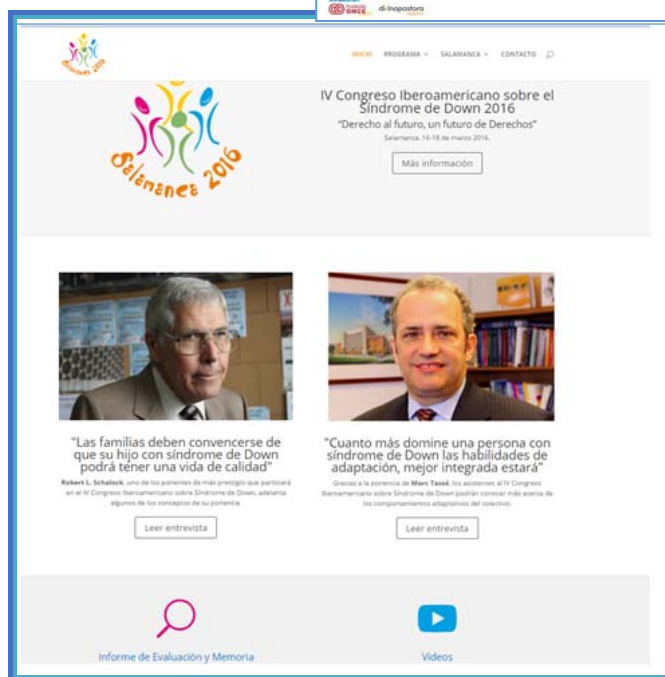 Fundación
ONCE
divinapastora
Salamanca 2016
INICIO PROGRAMA SALAMANCA CONTACTO
Salamanca 2016
IV Congreso Iberoamericano sobre el
Síndrome de Down 2016
"Derecho al futuro, un futuro de Derechos"
Salamanca, 16-18 de marzo 2016.
Más información
"Las familias deben convencerse de
que su hijo con síndrome de Down
podrá tener una vida de calidad"
Robert L. Schalock, uno de los ponentes de más prestigio que participará
en el IV Congreso Iberoamericano sobre Síndrome de Down, adelanta
algunos de los conceptos de su ponencia.
Leer entrevista
"Cuanto más domine una persona con
síndrome de Down las habilidades de
adaptación, mejor integrada estará"
Gracias a la ponencia de Marc Tassé, los asistentes al IV Congreso
Iberoamericano sobre Síndrome de Down podrán conocer más acerca de
los comportamientos adaptativos del colectivo.
Leer entrevista
Informe de Evaluación y Memoria
Vídeos